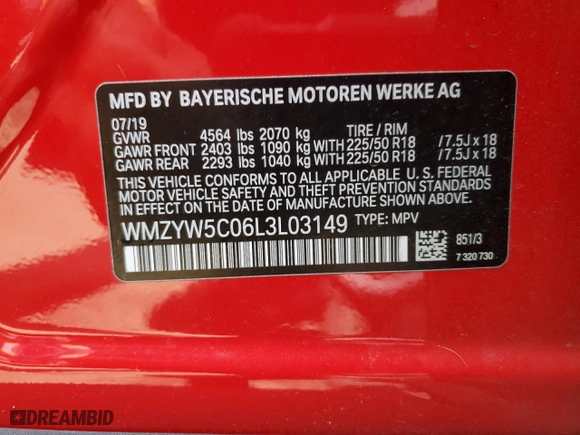 MFD BY BAYERISCHE MOTOREN WERKE AG
07/19
GVWR 4564 lbs 2070 kg TIRE / RIM
GAWR FRONT 2403 lbs 1090 kg WITH 225/50 R18 /7.5J x 18
GAWR REAR 2293 lbs 1040 kg WITH 225/50 R18 /7.5J x 18
THIS VEHICLE CONFORMS TO ALL APPLICABLE U. S. FEDERAL
MOTOR VEHICLE SAFETY AND THEFT PREVENTION STANDARDS
IN EFFECT ON THE DATE OF MANUFACTURE SHOWN ABOVE.
WMZYW5C06L3L03149 TYPE: MPV
851/3
7 320 730
DREAMBID